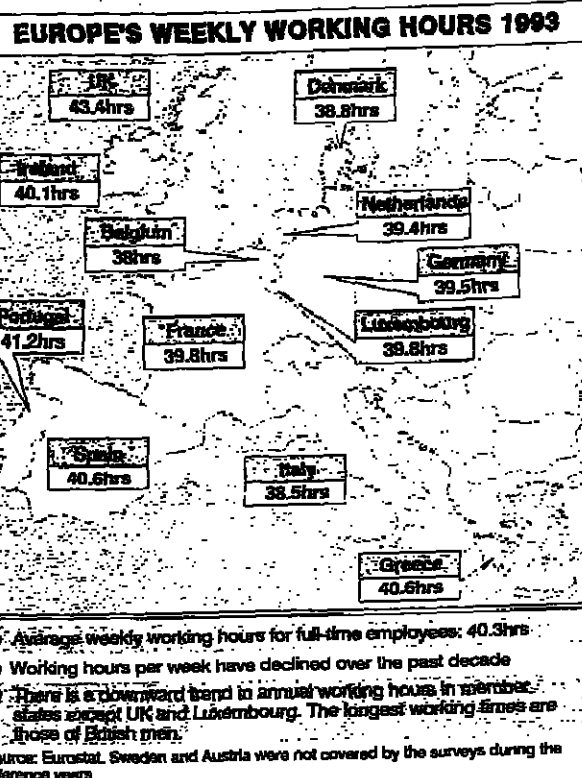 EUROPE'S WEEKLY WORKING HOURS 1993
UK
43.4hrs
Denmark
38.8hrs
Ireland
40.1hrs
Netherlands
39.4hrs
Belgium
38hrs
Germany
39.5hrs
Portugal
41.2hrs
France
39.8hrs
Luxembourg
39.8hrs
Spain
40.6hrs
Italy
38.5hrs
Greece
40.6hrs
Average weekly working hours for full-time employees: 40.3hrs
Working hours per week have declined over the past decade
There is a downward trend in annual working hours in member
states except UK and Luxembourg. The longest working times are
those of British men.
Eurostat. Sweden and Austria were not covered by the surveys during the
years